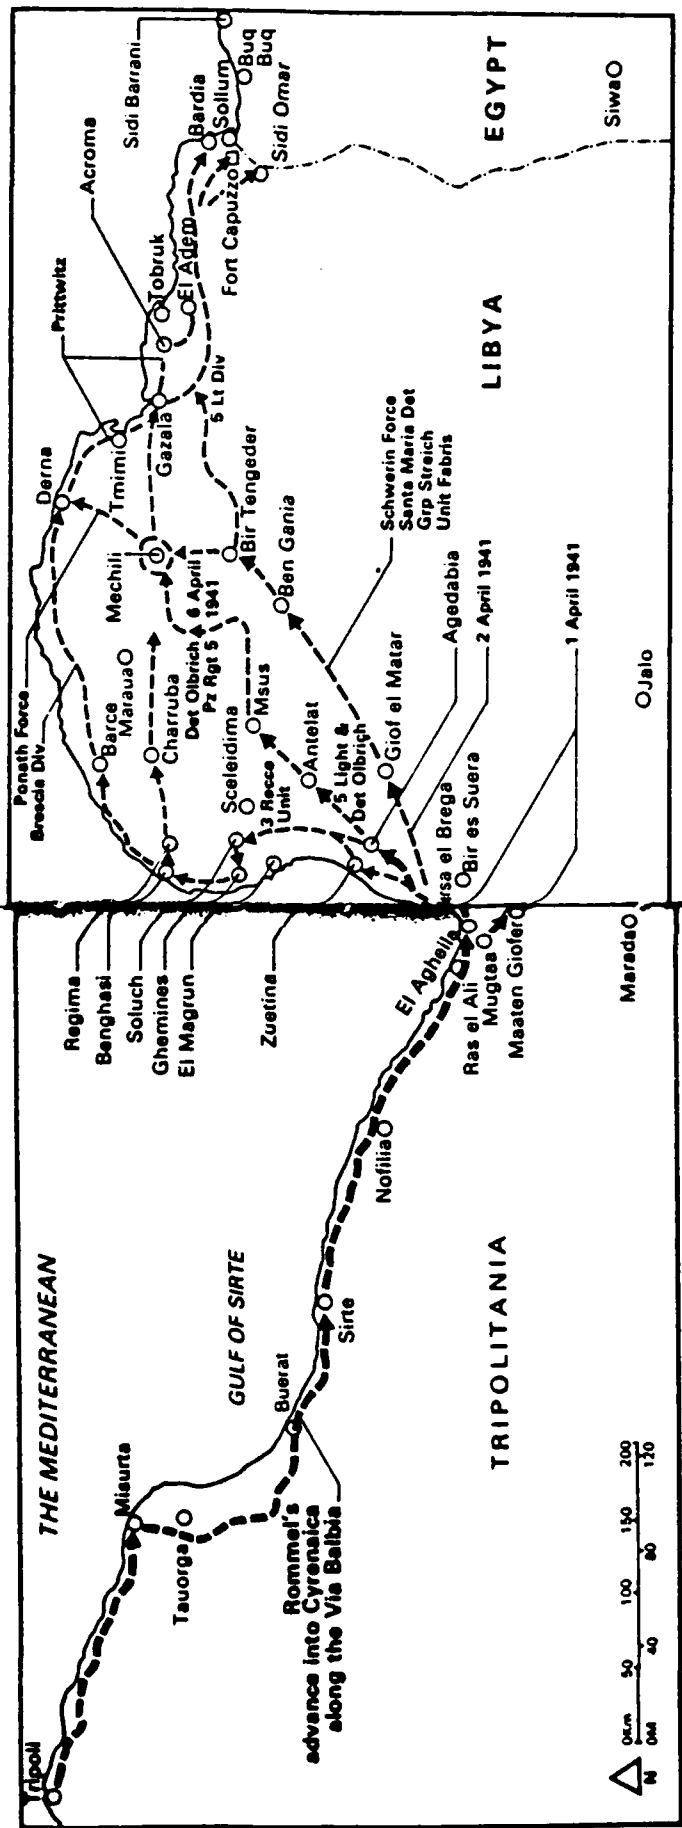 THE MEDITERRANEAN
GULF OF SIRTE
TRIPOLITANIA
LIBYA
EGYPT
Tripoli
Misurta
Tauorga
Buerat
Rommel's
advance into Cyrenaica
along the Via Balbia
Sirte
Nofilia
El Agheila
Ras el Ali
Mugtaa
Maaten Giofer
Marada
Regima
Benghasi
Soluch
Ghemines
El Magrun
Zuetina
rsa el Brega
Bir es Suera
1 April 1941
2 April 1941
Agedabia
Giof el Matar
Jalo
Schwerin Force
Santa Maria Det
Grp Streich
Unit Fabris
5 Light &
Det Olbrich
Antelat
Msus
Sceleidima
3 Recce
Unit
Charruba
Det Olbrich
Pz Rgt 5
6 April
1941
Barce
Maraua
Ponath Force
Brescia Div
Mechili
Bir Tengeder
Ben Gania
Derna
Tmimi
Gazala
5 Lt Div
Prittwitz
Acroma
Tobruk
El Adem
Bardia
Sollum
Fort Capuzzo
Sidi Omar
Sidi Barrani
Buq
Buq
Siwa
N
0Km 50 100 150 200
0M 40 80 120